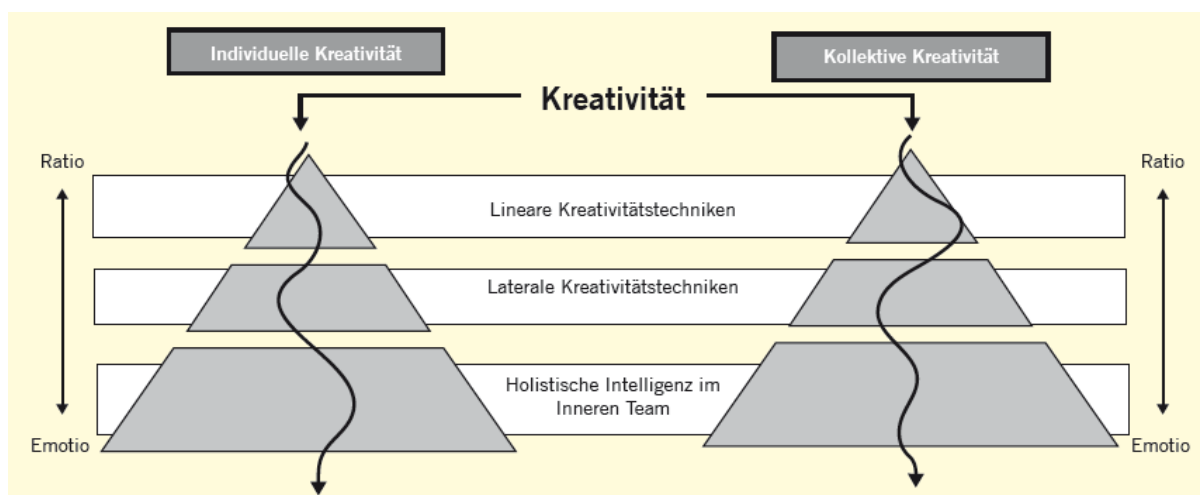 Individuelle Kreativität
Kollektive Kreativität
Kreativität
Ratio
Ratio
Lineare Kreativitätstechniken
Laterale Kreativitätstechniken
Holistische Intelligenz im
Inneren Team
Emotio
Emotio